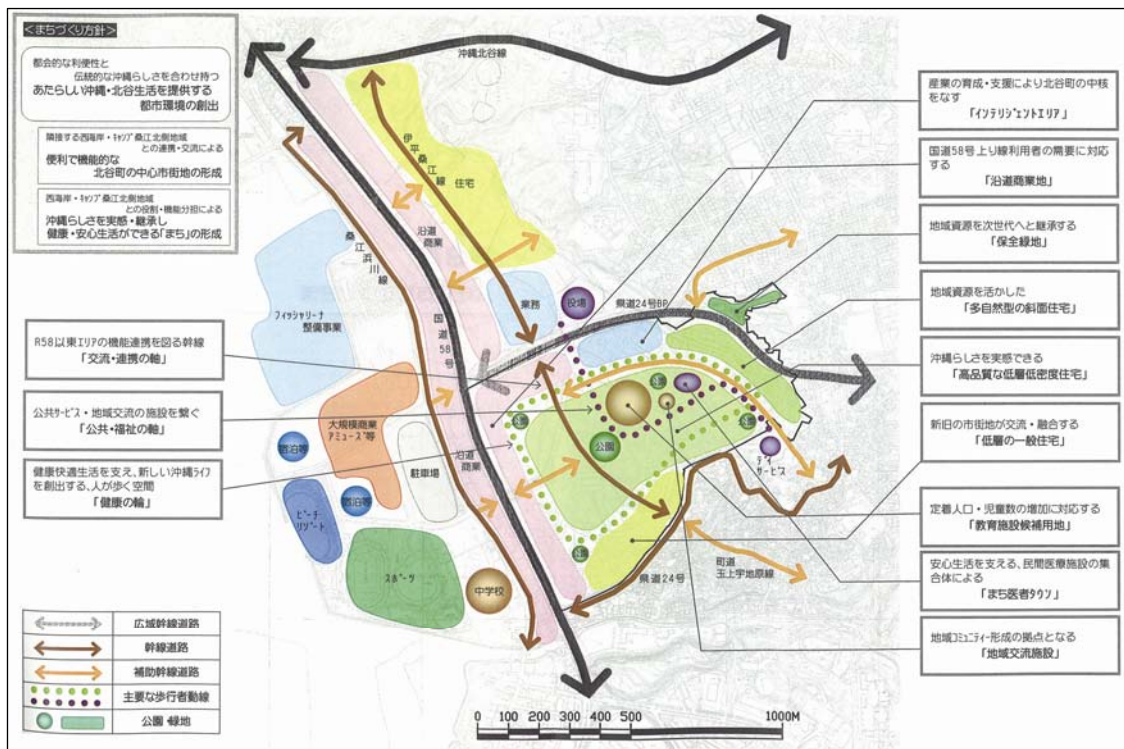 <まちづくり方針>
都会的な利便性と
伝統的な沖縄らしさを合わせ持つ
あたらしい沖縄・北谷生活を提供する
都市環境の創出
隣接する西海岸・ｷｬﾝﾌﾟ桑江北側地域
との連携・交流による
便利で機能的な
北谷町の中心市街地の形成
西海岸・ｷｬﾝﾌﾟ桑江北側地域
との役割・機能分担による
沖縄らしさを実感・継承し
健康・安心生活ができる「まち」の形成
沖縄北谷線
伊平桑江線
住宅
沿道
商業
桑江浜川線
国道58号
業務
役場
県道24号BP
ﾌｨｯｼｬﾘｰﾅ
整備事業
大規模商業
ｱﾐｭｰｽﾞ等
宿泊等
宿泊等
駐車場
沿道
商業
ﾋﾞｰﾁ
ﾘｿﾞｰﾄ
ｽﾎﾟｰﾂ
中学校
公園
公園
公園
公園
公園
ﾃﾞｲ
ｻｰﾋﾞｽ
県道24号
町道
玉上宇地原線
R58以東エリアの機能連携を図る幹線
「交流・連携の軸」
公共ｻｰﾋﾞｽ・地域交流の施設を繋ぐ
「公共・福祉の軸」
健康快適生活を支え、新しい沖縄ライフ
を創出する、人が歩く空間
「健康の輪」
産業の育成・支援により北谷町の中核
をなす
「インテリジェントエリア」
国道58号上り線利用者の需要に対応
する
「沿道商業地」
地域資源を次世代へと継承する
「保全緑地」
地域資源を活かした
「多自然型の斜面住宅」
沖縄らしさを実感できる
「高品質な低層低密度住宅」
新旧の市街地が交流・融合する
「低層の一般住宅」
定着人口・児童数の増加に対応する
「教育施設候補用地」
安心生活を支える、民間医療施設の集
合体による
「まち医者タウン」
地域ｺﾐｭﾆﾃｨｰ形成の拠点となる
「地域交流施設」
広域幹線道路
幹線道路
補助幹線道路
主要な歩行者動線
公園・緑地
0 100 200 300 400 500 1000M